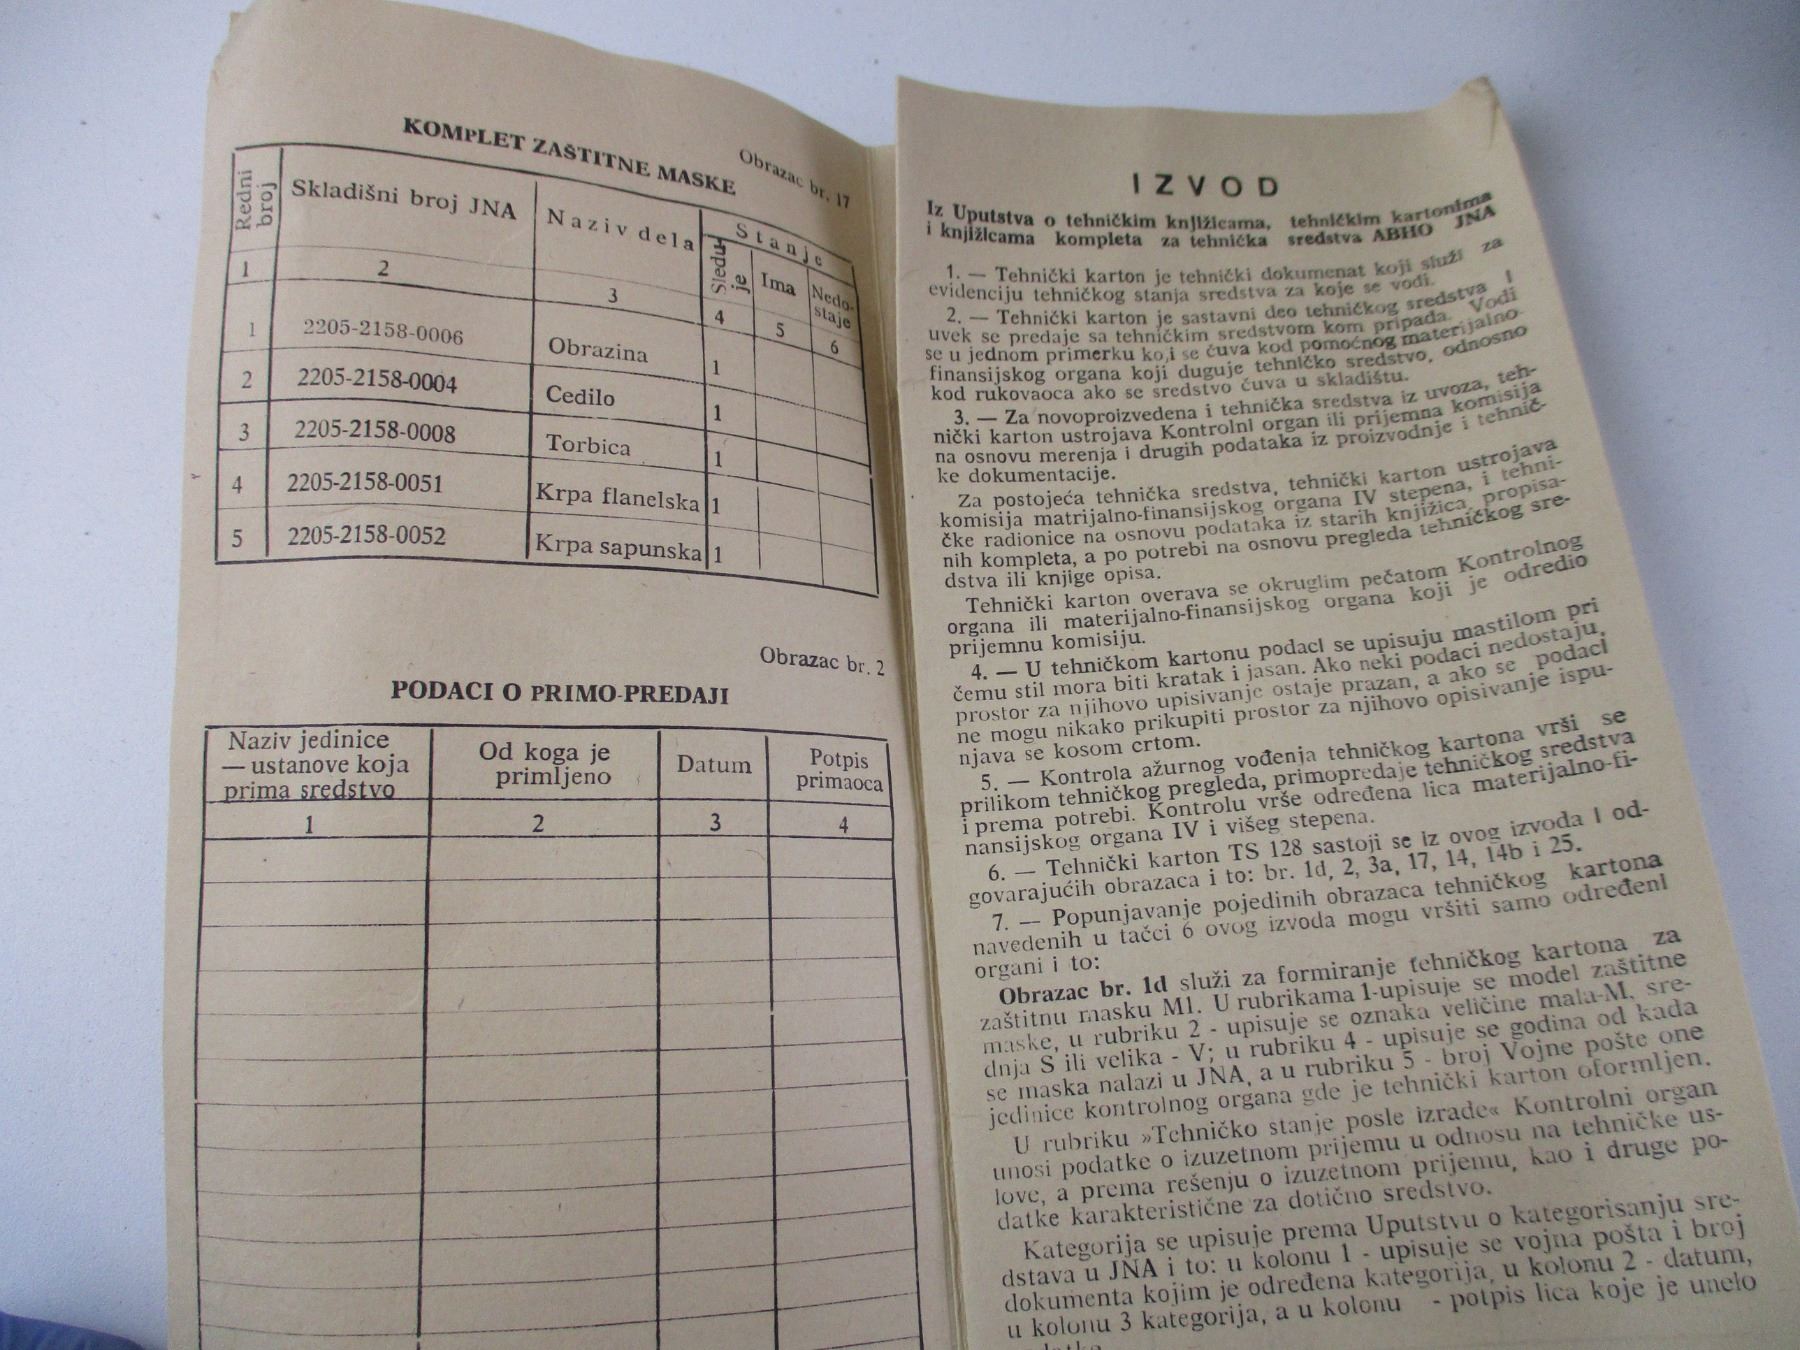 KOMPLET ZAŠTITNE MASKE
Obrazac br. 17
Redni broj
Skladišni broj JNA
Naziv dela
Stanje
Sleduje
Ima
Nedostaje
1 2 3 4 5 6
1 2205-2158-0006 Obrazina 1
2 2205-2158-0004 Cedilo 1
3 2205-2158-0008 Torbica 1
4 2205-2158-0051 Krpa flanelska 1
5 2205-2158-0052 Krpa sapunska 1
Obrazac br. 2
PODACI O PRIMO-PREDAJI
Naziv jedinice
— ustanove koja
prima sredstvo
Od koga je
primljeno
Datum
Potpis
primaoca
1 2 3 4
IZVOD
Iz Uputstva o tehničkim knjižicama, tehničkim kartonima
i knjižicama kompleta za tehnička sredstva ABHO JNA
1. — Tehnički karton je tehnički dokumenat koji služi za
evidenciju tehničkog stanja sredstva za koje se vodi.
2. — Tehnički karton je sastavni deo tehničkog sredstva i
uvek se predaje sa tehničkim sredstvom kom pripada. Vodi
se u jednom primerku koji se čuva kod pomoćnog materijalno-
finansijskog organa koji duguje tehničko sredstvo, odnosno
kod rukovaoca ako se sredstvo čuva u skladištu.
3. — Za novoproizvedena i tehnička sredstva iz uvoza, teh-
nički karton ustrojava Kontrolni organ ili prijemna komisija
na osnovu merenja i drugih podataka iz proizvodnje i tehnič-
ke dokumentacije.
Za postojeća tehnička sredstva, tehnički karton ustrojava
komisija matrijalno-finansijskog organa IV stepena, i tehni-
čke radionice na osnovu podataka iz starih knjižica, propisa-
nih kompleta, a po potrebi na osnovu pregleda tehničkog sre-
dstva ili knjige opisa.
Tehnički karton overava se okruglim pečatom Kontrolnog
organa ili materijalno-finansijskog organa koji je odredio
prijemnu komisiju.
4. — U tehničkom kartonu podaci se upisuju mastilom pri
čemu stil mora biti kratak i jasan. Ako neki podaci nedostaju,
prostor za njihovo upisivanje ostaje prazan, a ako se podaci
ne mogu nikako prikupiti prostor za njihovo opisivanje ispu-
njava se kosom crtom.
5. — Kontrola ažurnog vođenja tehničkog kartona vrši se
prilikom tehničkog pregleda, primopredaje tehničkog sredstva
i prema potrebi. Kontrolu vrše određena lica materijalno-fi-
nansijskog organa IV i višeg stepena.
6. — Tehnički karton TS 128 sastoji se iz ovog izvoda i od-
govarajućih obrazaca i to: br. 1d, 2, 3a, 17, 14, 14b i 25.
7. — Popunjavanje pojedinih obrazaca tehničkog kartona
navedenih u tačci 6 ovog izvoda mogu vršiti samo određeni
organi i to:
Obrazac br. 1d služi za formiranje tehničkog kartona za
zaštitnu masku M1. U rubrikama 1-upisuje se model zaštitne
maske, u rubriku 2 - upisuje se oznaka veličine mala-M, sre-
dnja S ili velika - V; u rubriku 4 - upisuje se godina od kada
se maska nalazi u JNA, a u rubriku 5 - broj Vojne pošte one
jedinice kontrolnog organa gde je tehnički karton oformljen.
U rubriku »Tehničko stanje posle izrade« Kontrolni organ
unosi podatke o izuzetnom prijemu u odnosu na tehničke us-
love, a prema rešenju o izuzetnom prijemu, kao i druge po-
datke karakteristične za dotično sredstvo.
Kategorija se upisuje prema Uputstvu o kategorisanju sre-
dstava u JNA i to: u kolonu 1 - upisuje se vojna pošta i broj
dokumenta kojim je određena kategorija, u kolonu 2 - datum,
u kolonu 3 kategorija, a u kolonu - potpis lica koje je unelo